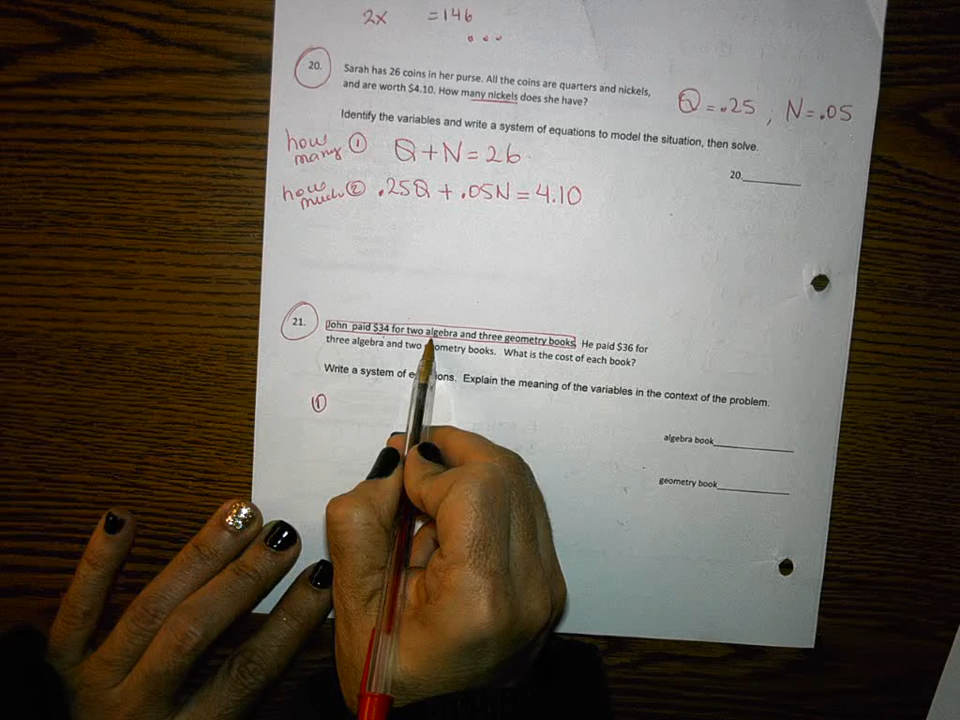 2x =146
20. Sarah has 26 coins in her purse. All the coins are quarters and nickels,
and are worth $4.10. How many nickels does she have?
Q = .25 , N = .05
Identify the variables and write a system of equations to model the situation, then solve.
how many ① Q + N = 26
20.________
how much ② .25Q + .05N = 4.10
21. John paid $34 for two algebra and three geometry books. He paid $36 for
three algebra and two geometry books. What is the cost of each book?
Write a system of equations. Explain the meaning of the variables in the context of the problem.
①
algebra book____________
geometry book____________